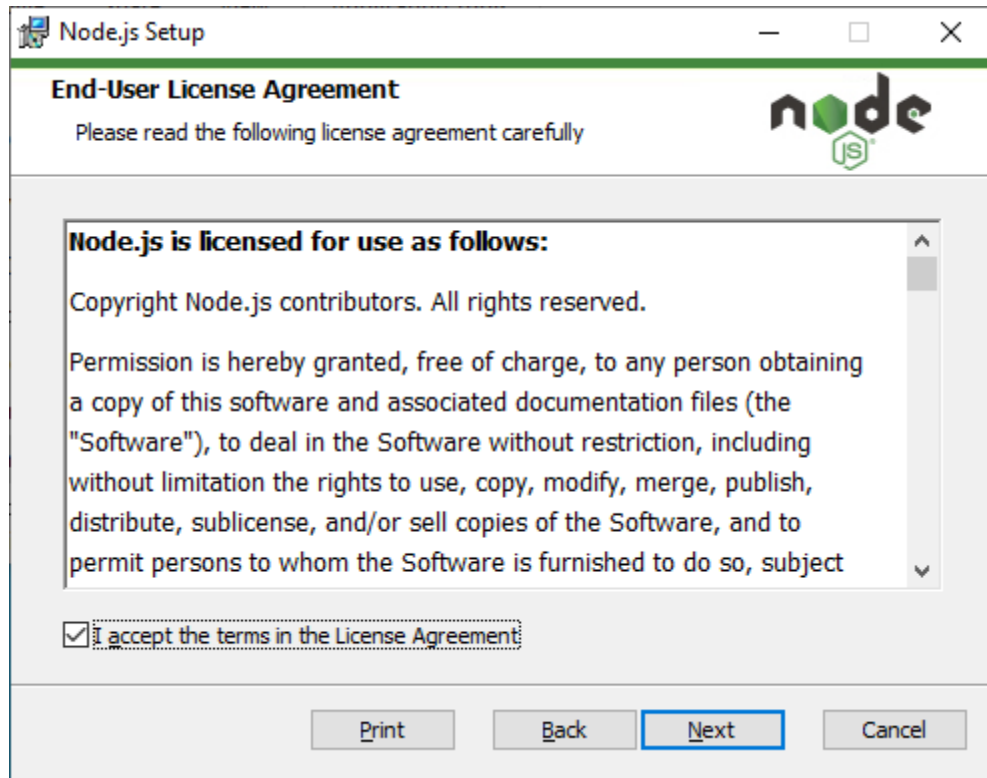 Node.js Setup
End-User License Agreement
Please read the following license agreement carefully
node
JS
Node.js is licensed for use as follows:
Copyright Node.js contributors. All rights reserved.
Permission is hereby granted, free of charge, to any person obtaining
a copy of this software and associated documentation files (the
"Software"), to deal in the Software without restriction, including
without limitation the rights to use, copy, modify, merge, publish,
distribute, sublicense, and/or sell copies of the Software, and to
permit persons to whom the Software is furnished to do so, subject
I accept the terms in the License Agreement
Print Back Next Cancel